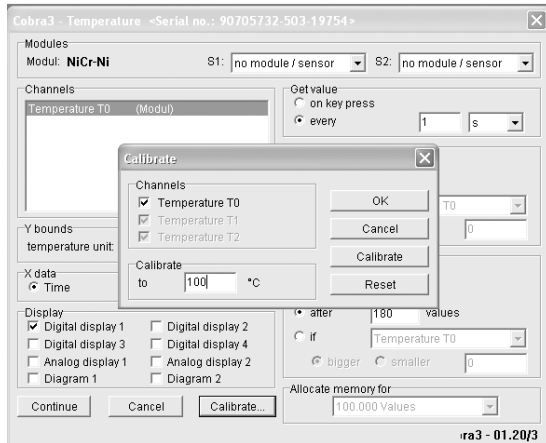 Cobra3 - Temperature <Serial no.: 90705732-503-19754>
Modules
Modul: NiCr-Ni S1: no module / sensor S2: no module / sensor
Channels
Temperature T0 (Modul)
Get value
on key press
every 1 s
Calibrate
Channels
Temperature T0
Temperature T1
Temperature T2
Calibrate
to 100 °C
OK
Cancel
Calibrate
Reset
T0
0
Y bounds
temperature unit:
X data
Time
Display
Digital display 1 Digital display 2
Digital display 3 Digital display 4
Analog display 1 Analog display 2
Diagram 1 Diagram 2
after 180 values
if Temperature T0
bigger smaller 0
Allocate memory for
100.000 Values
Continue Cancel Calibrate...
ra3 - 01.20/3